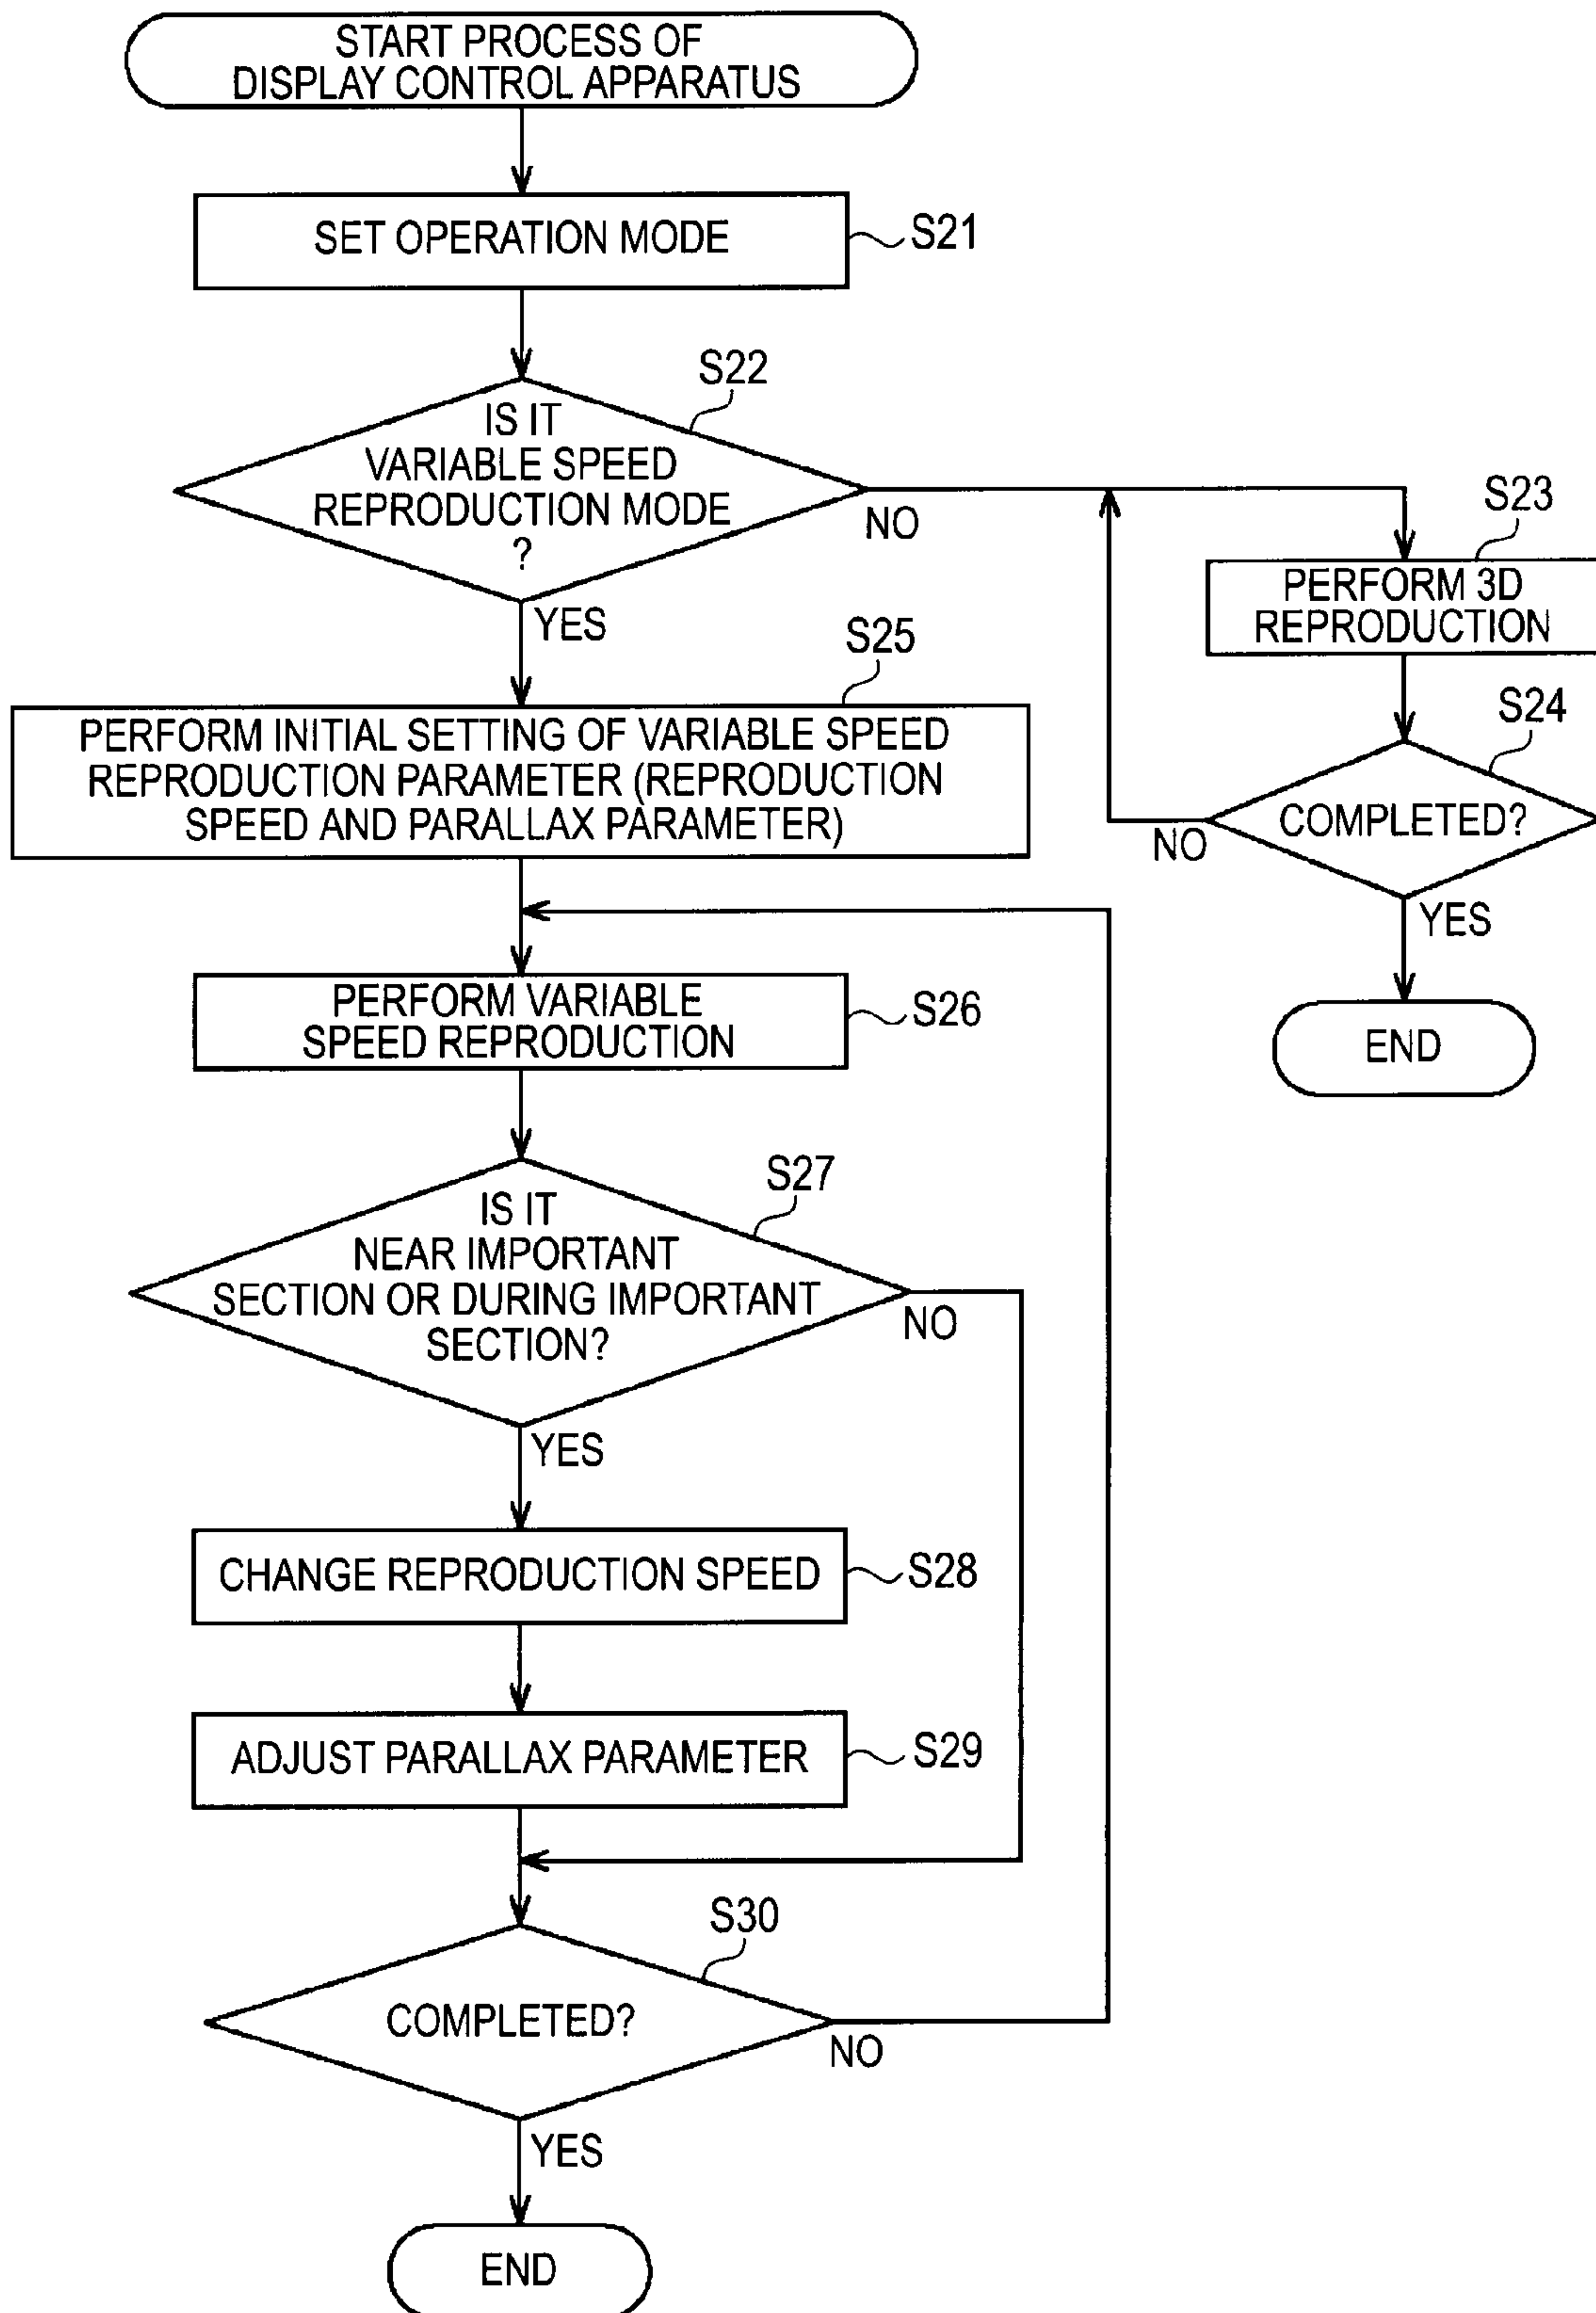 START PROCESS OF
DISPLAY CONTROL APPARATUS
SET OPERATION MODE
S21
S22
IS IT
VARIABLE SPEED
REPRODUCTION MODE
?
NO
YES
S23
PERFORM 3D
REPRODUCTION
S24
COMPLETED?
NO
YES
END
S25
PERFORM INITIAL SETTING OF VARIABLE SPEED
REPRODUCTION PARAMETER (REPRODUCTION
SPEED AND PARALLAX PARAMETER)
PERFORM VARIABLE
SPEED REPRODUCTION
S26
S27
IS IT
NEAR IMPORTANT
SECTION OR DURING IMPORTANT
SECTION?
NO
YES
CHANGE REPRODUCTION SPEED
S28
ADJUST PARALLAX PARAMETER
S29
S30
COMPLETED?
NO
YES
END